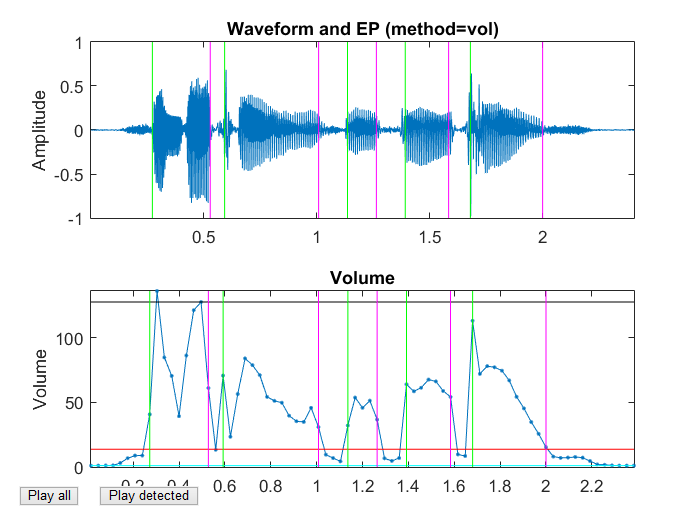 Waveform and EP (method=vol)
1
0.5
0
-0.5
-1
Amplitude
0.5 1 1.5 2
Volume
100
50
0
Volume
0.2 0.4 0.6 0.8 1 1.2 1.4 1.6 1.8 2 2.2
Play all Play detected